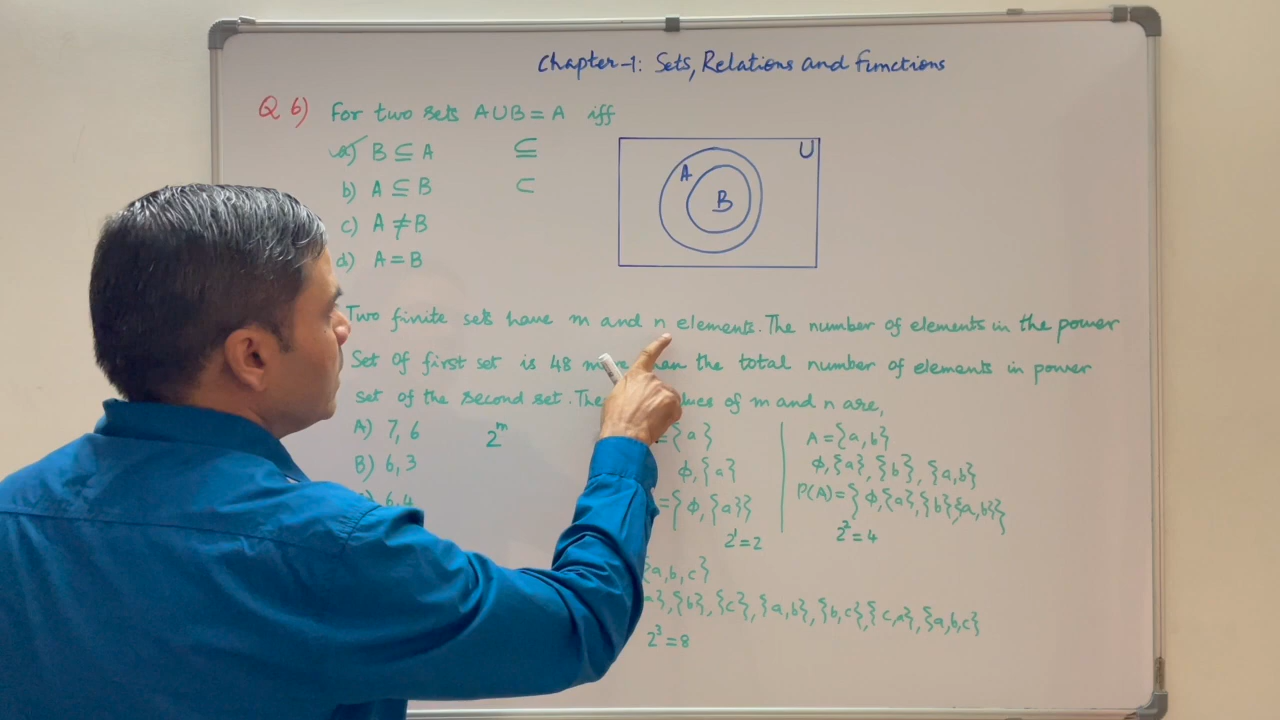 Chapter-1: Sets, Relations and Functions
Q 6) For two sets A∪B = A iff
a) B ⊆ A ⊆
b) A ⊆ B ⊂
c) A ≠ B
d) A = B
U
A
B
Two finite sets have m and n elements. The number of elements in the power
Set of first set is 48 the total number of elements in power
set of the second set. The of m and n are,
A) 7, 6
2^m
B) 6, 3
6, 4
= {a}
ϕ, {a}
= {ϕ, {a}}
2^1 = 2
A = {a, b}
ϕ, {a}, {b}, {a,b}
P(A) = {ϕ, {a}, {b} {a,b}}
2^2 = 4
{a, b, c}
}, {b}, {c}, {a,b}, {b,c}, {c,a}, {a,b,c}
2^3 = 8